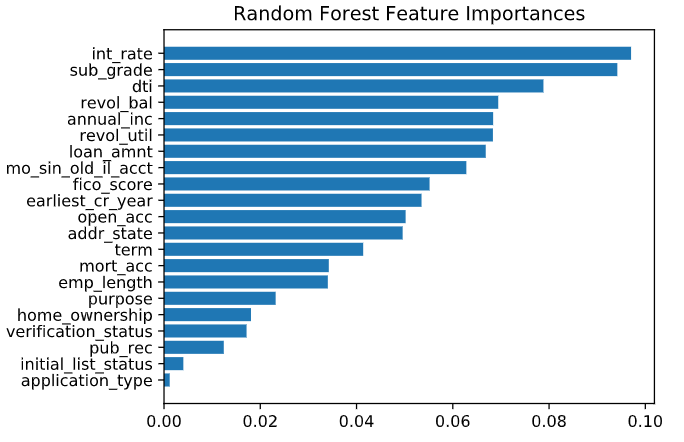 Random Forest Feature Importances
int_rate
sub_grade
dti
revol_bal
annual_inc
revol_util
loan_amnt
mo_sin_old_il_acct
fico_score
earliest_cr_year
open_acc
addr_state
term
mort_acc
emp_length
purpose
home_ownership
verification_status
pub_rec
initial_list_status
application_type
0.00 0.02 0.04 0.06 0.08 0.10